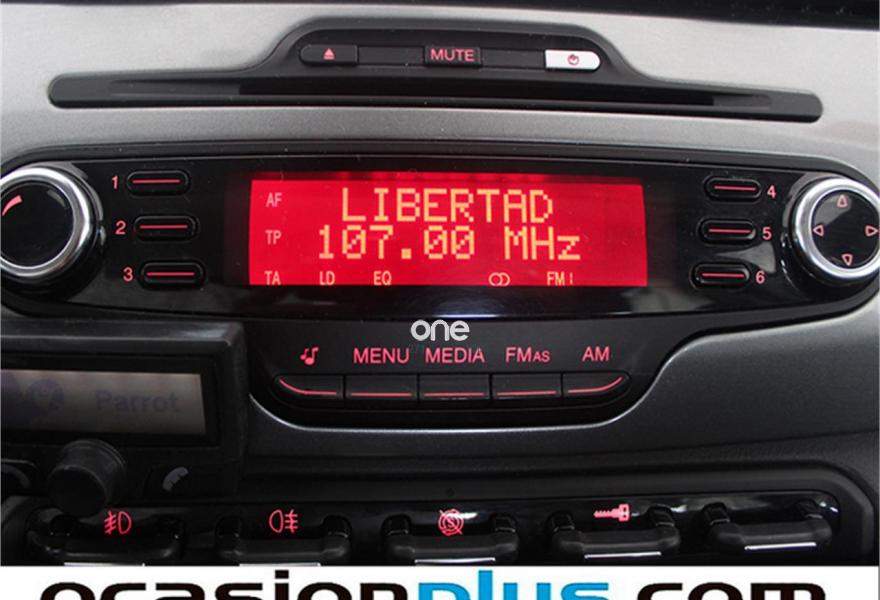 MUTE
AF LIBERTAD
TP 107.00 MHz
TA LD EQ FM1
1
2
3
4
5
6
one
MENU MEDIA FMAS AM
Parrot
ocasionplus.com